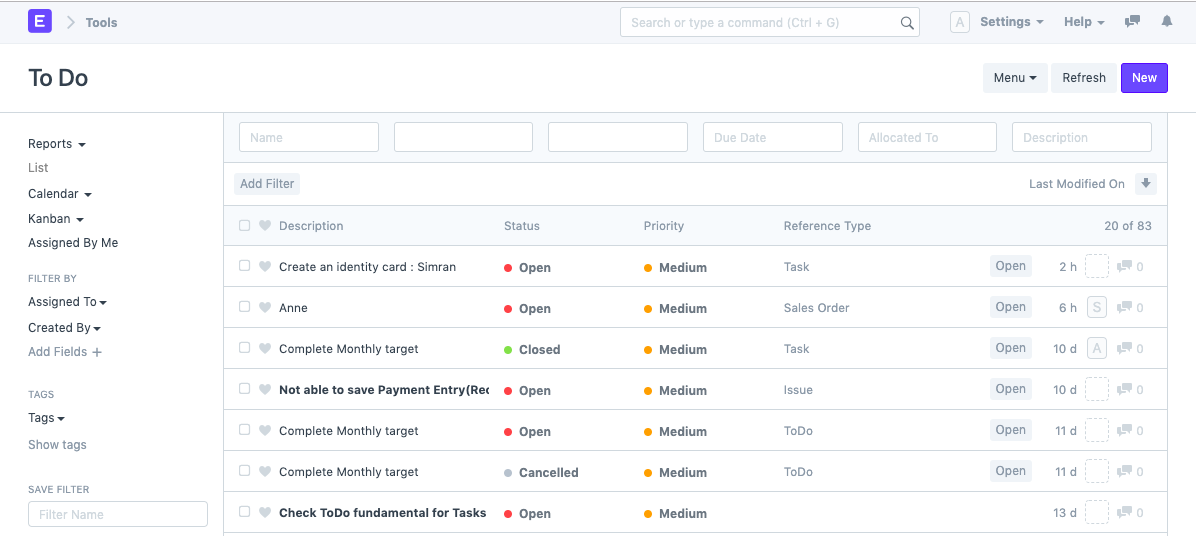 E Tools Search or type a command (Ctrl + G) A Settings Help
To Do Menu Refresh New
Reports
List
Calendar
Kanban
Assigned By Me
FILTER BY
Assigned To
Created By
Add Fields +
TAGS
Tags
Show tags
SAVE FILTER
Filter Name
Name Due Date Allocated To Description
Add Filter Last Modified On
Description Status Priority Reference Type 20 of 83
Create an identity card : Simran Open Medium Task Open 2 h 0
Anne Open Medium Sales Order Open 6 h S 0
Complete Monthly target Closed Medium Task Open 10 d A 0
Not able to save Payment Entry(Rec Open Medium Issue Open 10 d 0
Complete Monthly target Open Medium ToDo Open 11 d 0
Complete Monthly target Cancelled Medium ToDo Open 11 d 0
Check ToDo fundamental for Tasks Open Medium 13 d 0